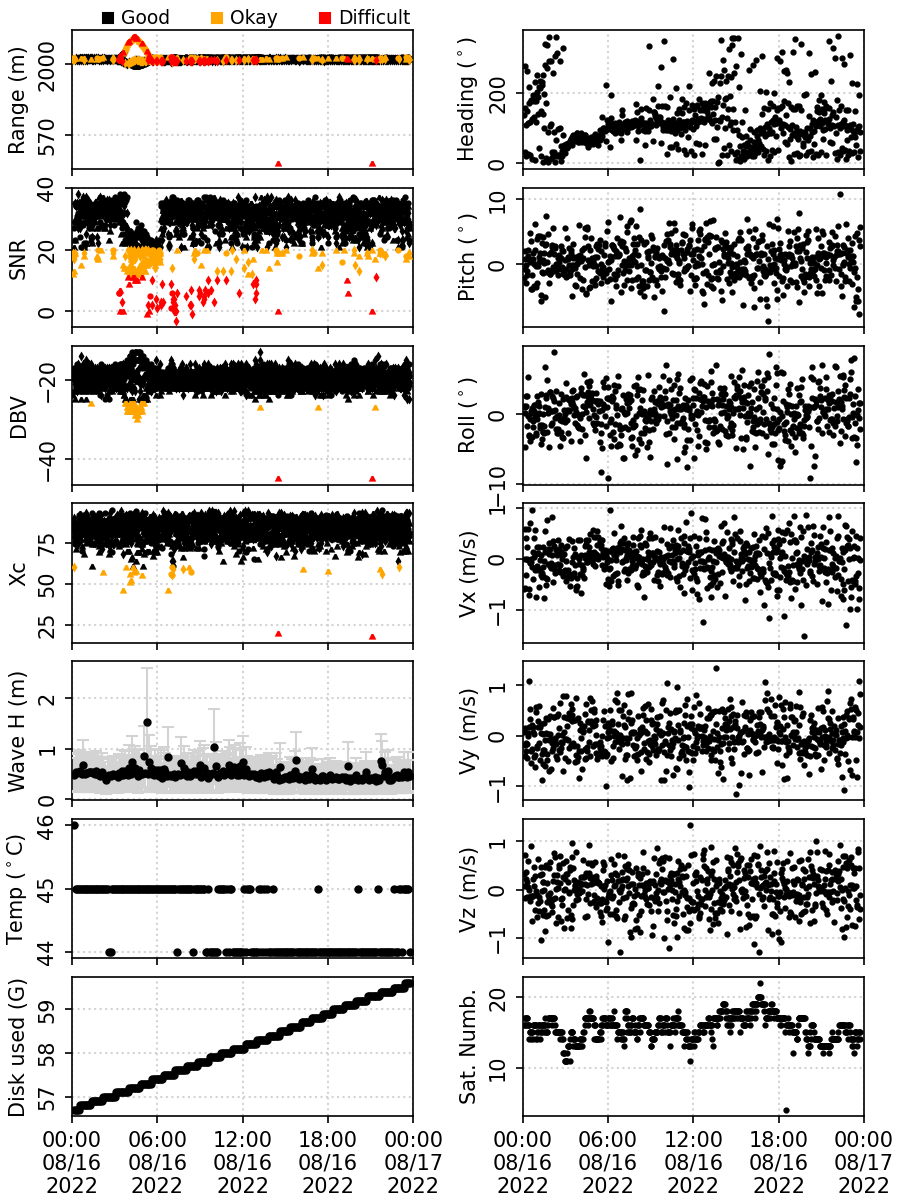 Good Okay Difficult
Range (m)
2000
570
Heading (°)
200
0
SNR
40
20
0
Pitch (°)
10
0
DBV
−20
−40
Roll (°)
0
−10
Xc
75
50
25
Vx (m/s)
1
0
−1
Wave H (m)
2
1
0
Vy (m/s)
1
0
−1
Temp (°C)
46
45
44
Vz (m/s)
1
0
−1
Disk used (G)
59
58
57
Sat. Numb.
20
10
00:00 06:00 12:00 18:00 00:00
08/16 08/16 08/16 08/16 08/17
2022 2022 2022 2022 2022
00:00 06:00 12:00 18:00 00:00
08/16 08/16 08/16 08/16 08/17
2022 2022 2022 2022 2022